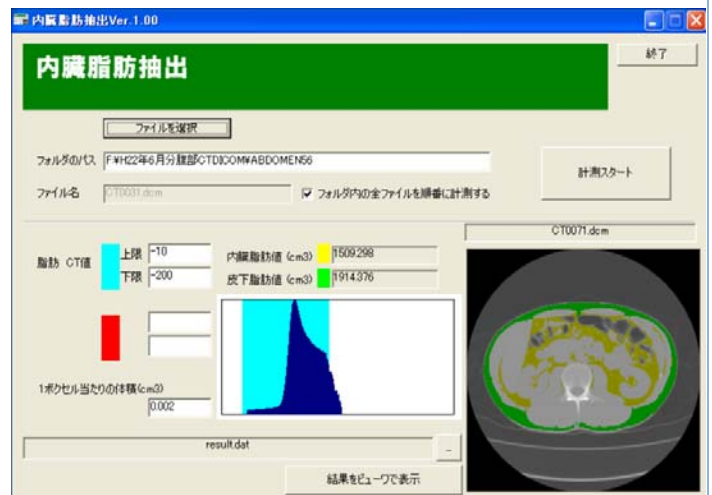 内臓脂肪抽出Ver.1.00
内臓脂肪抽出
終了
ファイルを選択
フォルダのパス F:¥H22年6月分腹部CTDICOM¥ABDOMEN56
計測スタート
ファイル名 CT0031.dcm フォルダ内の全ファイルを順番に計測する
CT0071.dcm
脂肪 CT値 上限 -10 内臓脂肪値 (cm3) 1509.298
下限 -200 皮下脂肪値 (cm3) 1914.376
1ボクセル当たりの体積(cm3)
0.002
result.dat ..
結果をビューワで表示